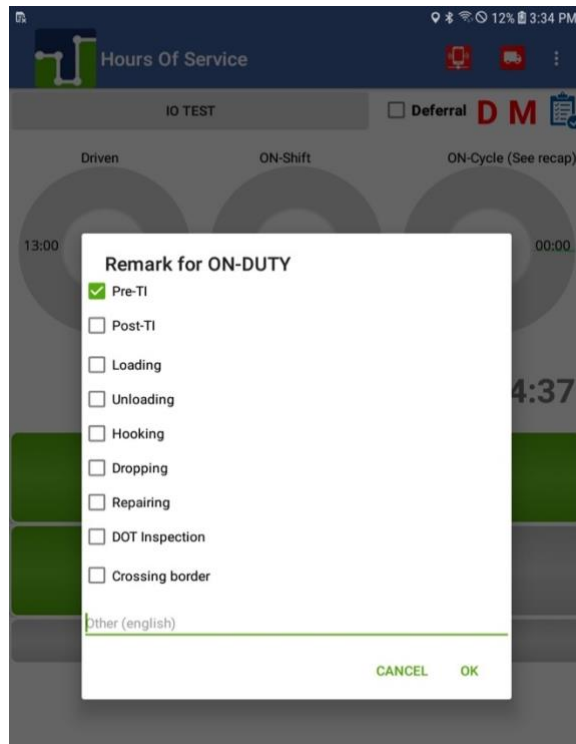 12% 3:34 PM
Hours Of Service
IO TEST
Deferral D M
Driven ON-Shift ON-Cycle (See recap)
13:00 00:00
Remark for ON-DUTY
Pre-TI
Post-TI
Loading
4:37
Unloading
Hooking
Dropping
Repairing
DOT Inspection
Crossing border
Other (english)
CANCEL OK